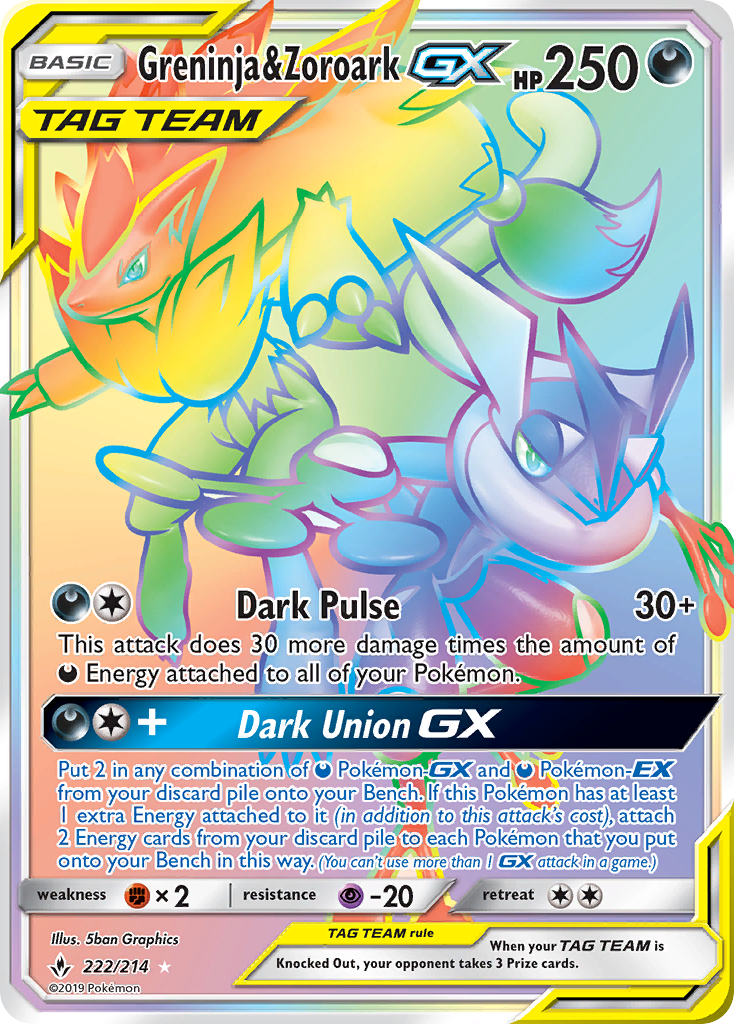 BASIC
Greninja&Zoroark GX HP 250
TAG TEAM
Dark Pulse 30+
This attack does 30 more damage times the amount of
Energy attached to all of your Pokémon.
+ Dark Union GX
Put 2 in any combination of Pokémon-GX and Pokémon-EX
from your discard pile onto your Bench. If this Pokémon has at least
1 extra Energy attached to it (in addition to this attack's cost), attach
2 Energy cards from your discard pile to each Pokémon that you put
onto your Bench in this way. (You can't use more than 1 GX attack in a game.)
weakness ×2 resistance -20 retreat
Illus. 5ban Graphics
TAG TEAM rule
When your TAG TEAM is
Knocked Out, your opponent takes 3 Prize cards.
222/214
©2019 Pokémon